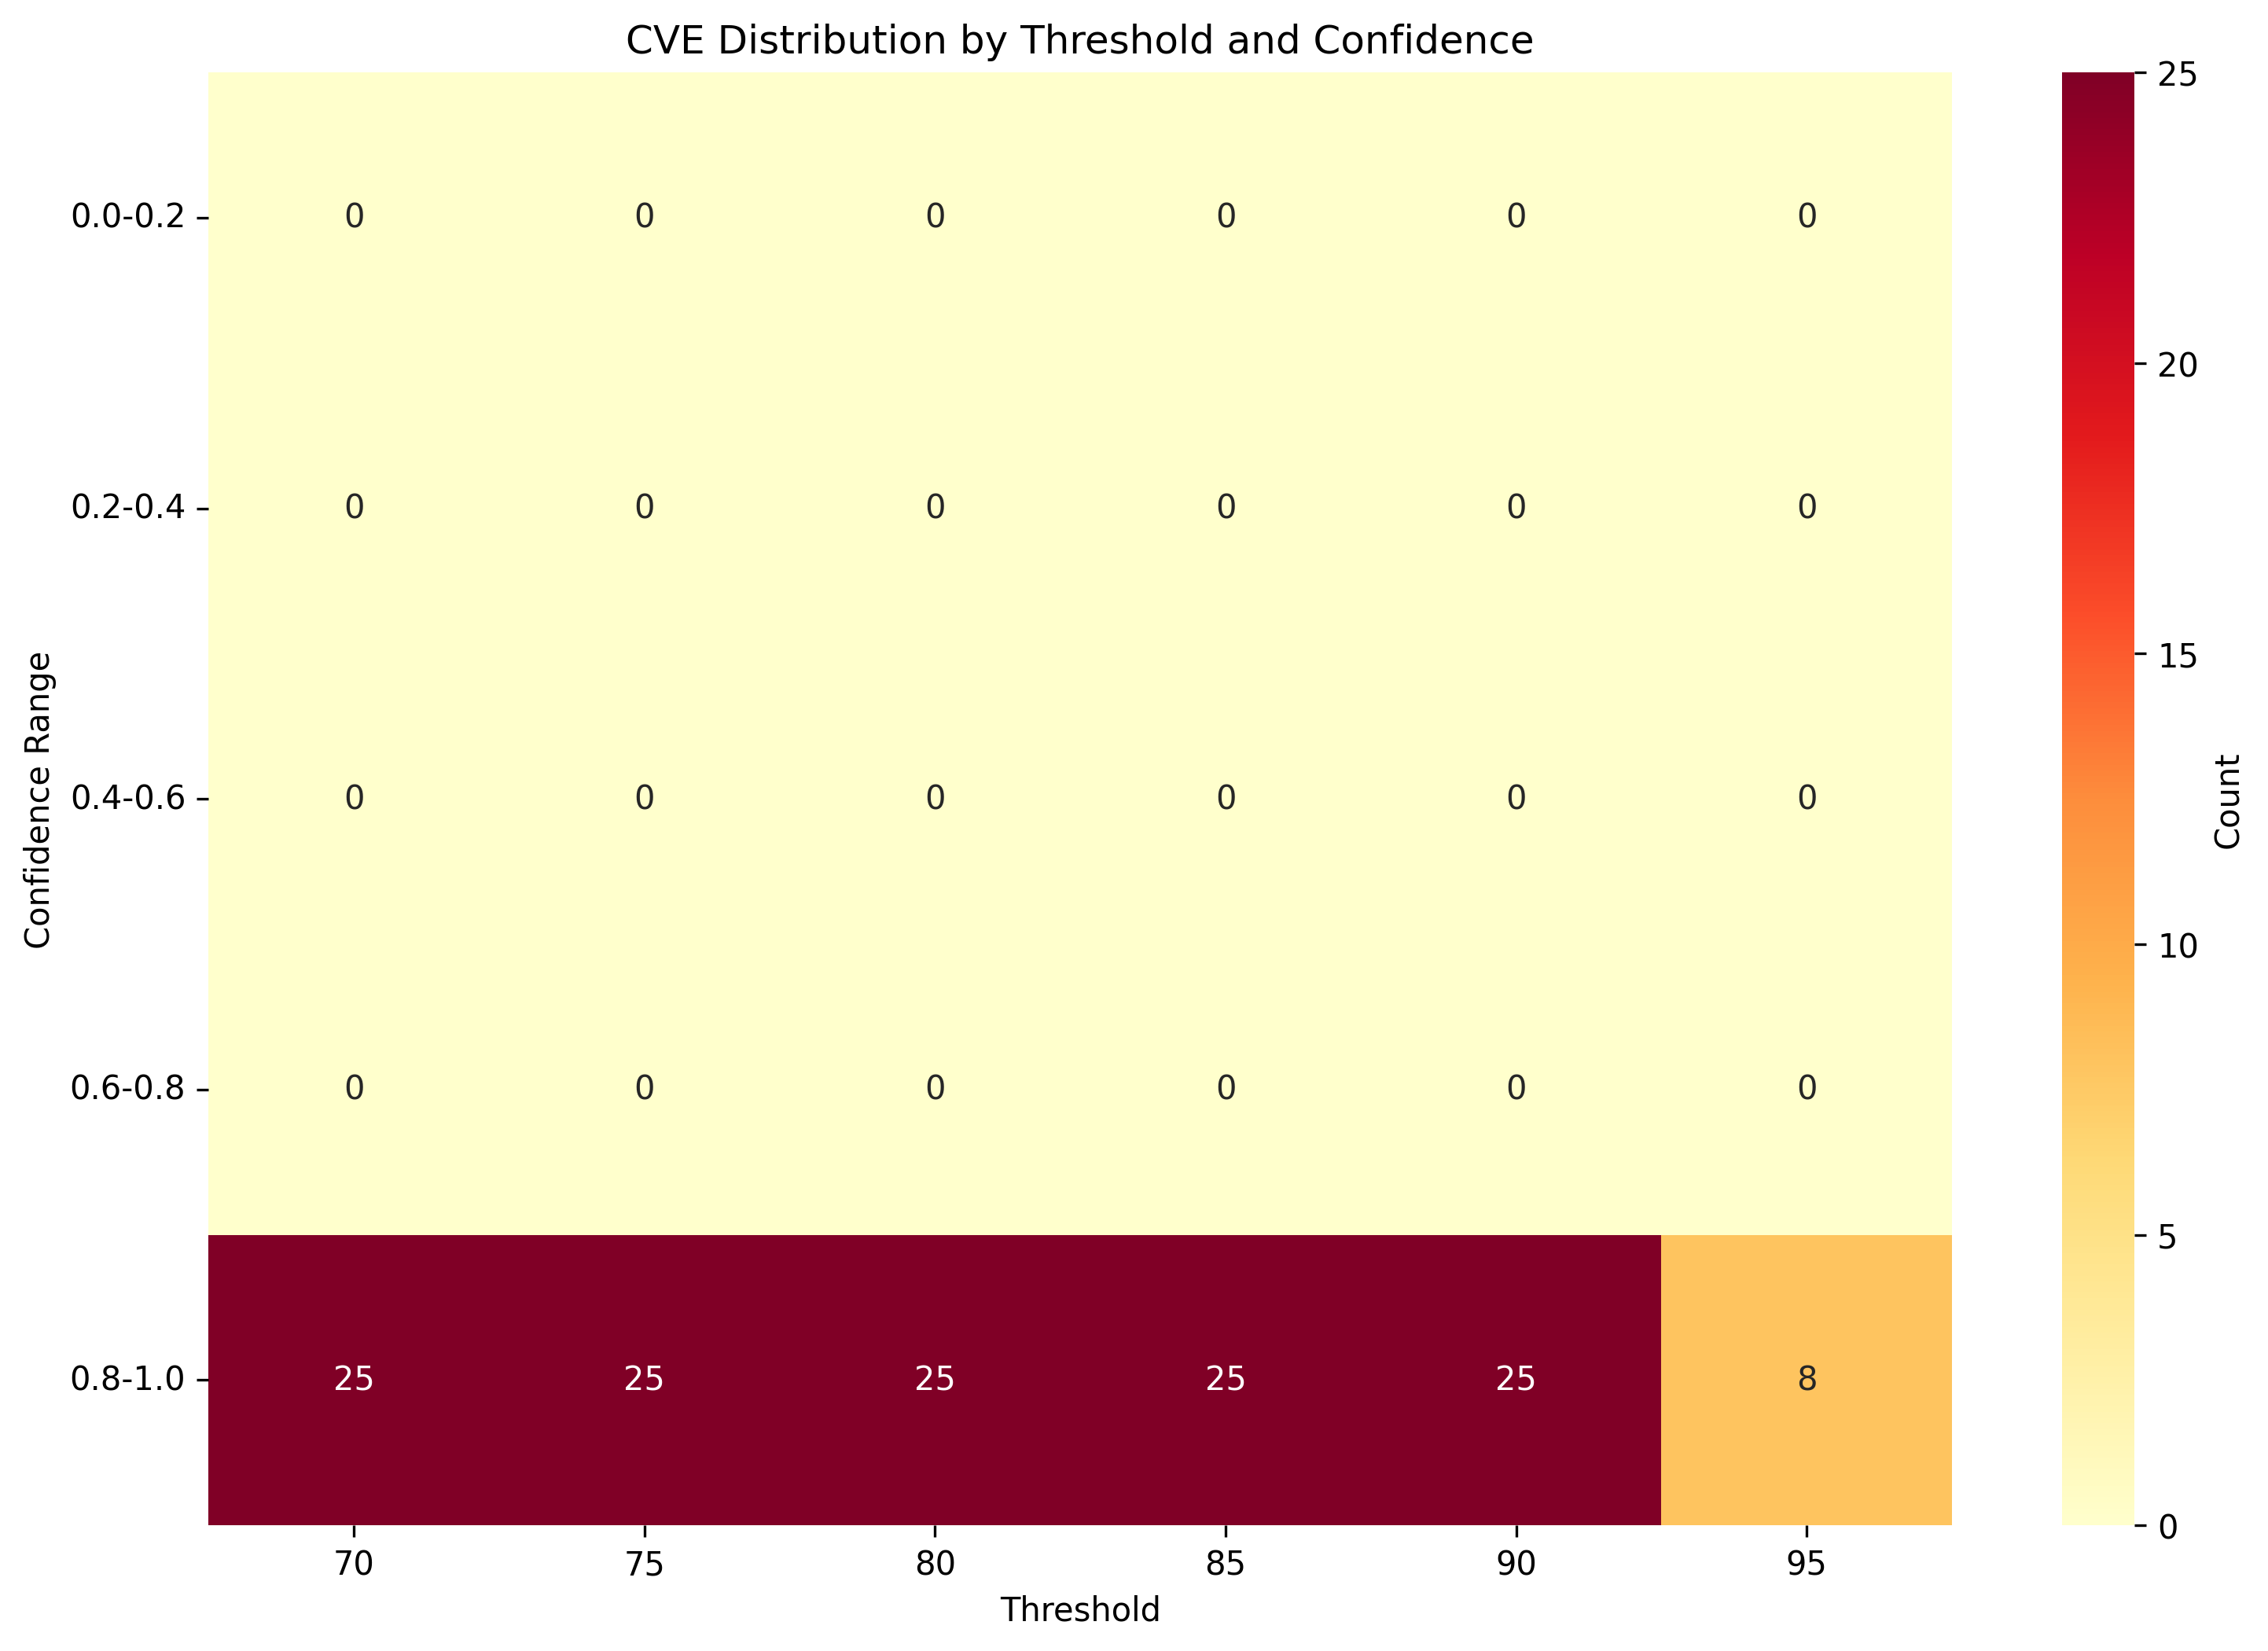 CVE Distribution by Threshold and Confidence
Confidence Range
0.0-0.2 0 0 0 0 0 0
0.2-0.4 0 0 0 0 0 0
0.4-0.6 0 0 0 0 0 0
0.6-0.8 0 0 0 0 0 0
0.8-1.0 25 25 25 25 25 8
70 75 80 85 90 95
Threshold
25
20
15
10
5
0
Count